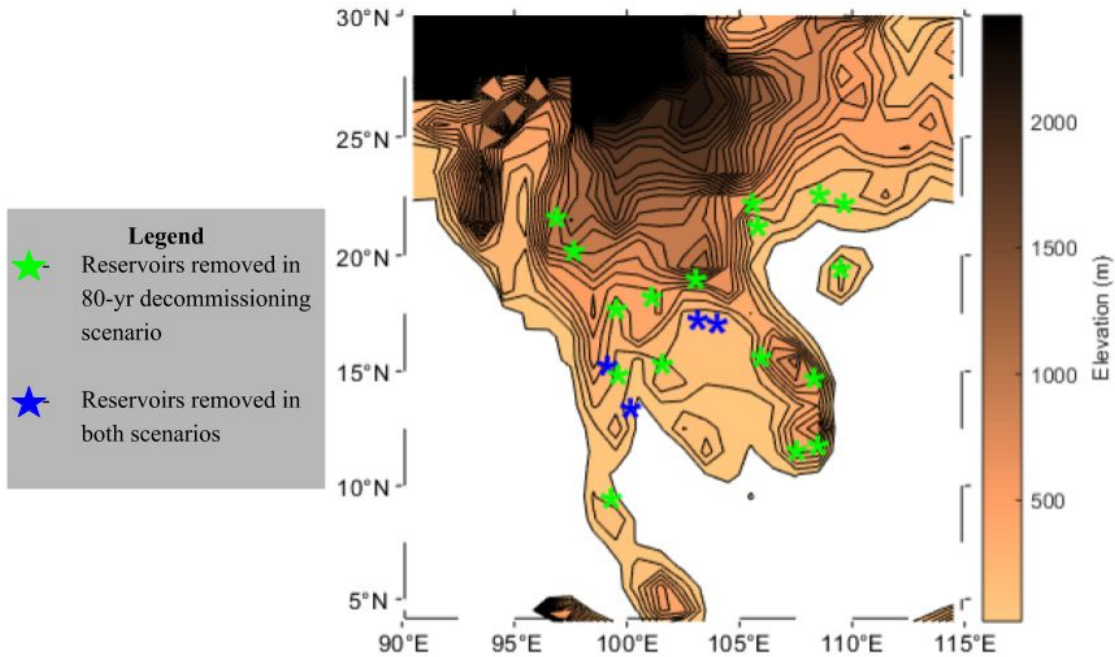 Legend
- Reservoirs removed in
80-yr decommissioning
scenario
- Reservoirs removed in
both scenarios
30°N
25°N
20°N
15°N
10°N
5°N
90°E 95°E 100°E 105°E 110°E 115°E
2000
1500
1000
500
Elevation (m)